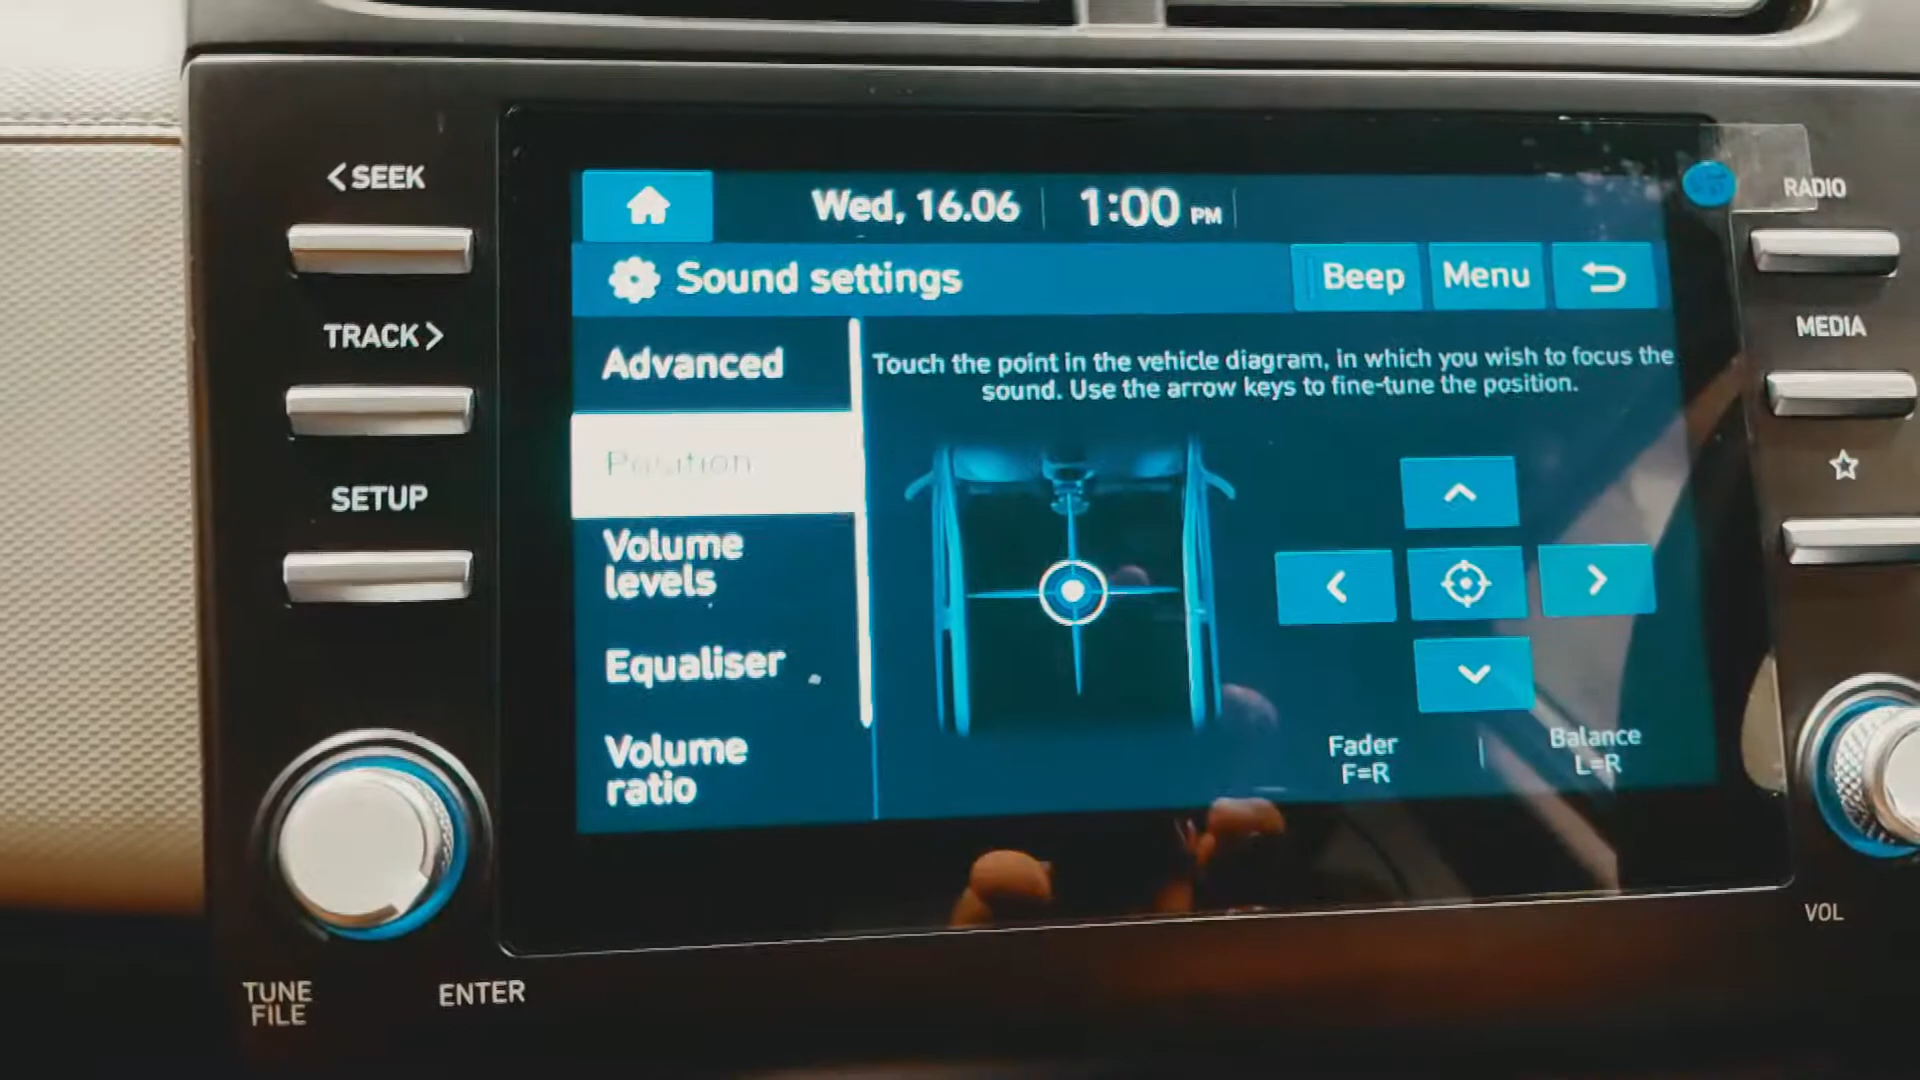 <SEEK
TRACK>
SETUP
TUNE
FILE
ENTER
Wed, 16.06
1:00 PM
Sound settings
Beep
Menu
Advanced
Position
Volume
levels
Equaliser
Volume
ratio
Touch the point in the vehicle diagram, in which you wish to focus the
sound. Use the arrow keys to fine-tune the position.
Fader
F=R
Balance
L=R
RADIO
MEDIA
VOL